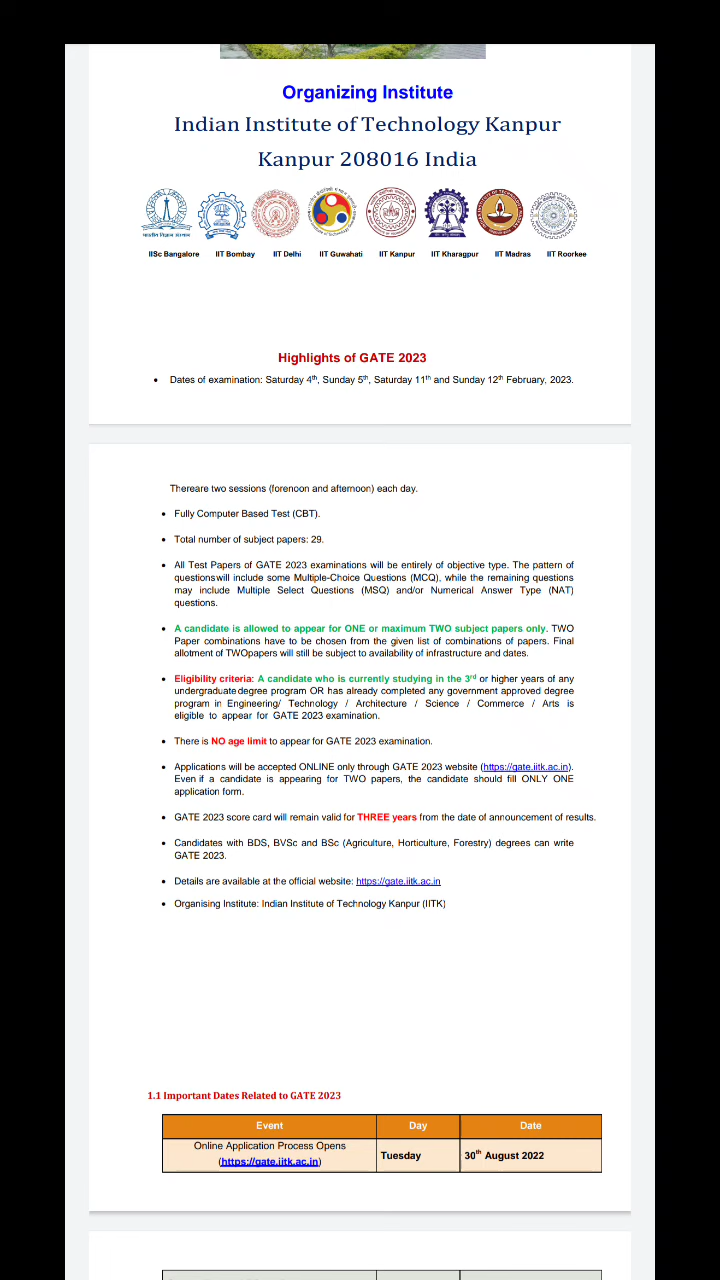 Organizing Institute
Indian Institute of Technology Kanpur
Kanpur 208016 India
IISc Bangalore IIT Bombay IIT Delhi IIT Guwahati IIT Kanpur IIT Kharagpur IIT Madras IIT Roorkee
Highlights of GATE 2023
• Dates of examination: Saturday 4th, Sunday 5th, Saturday 11th and Sunday 12th February, 2023.
Thereare two sessions (forenoon and afternoon) each day.
• Fully Computer Based Test (CBT).
• Total number of subject papers: 29.
• All Test Papers of GATE 2023 examinations will be entirely of objective type. The pattern of
questionswill include some Multiple-Choice Questions (MCQ), while the remaining questions
may include Multiple Select Questions (MSQ) and/or Numerical Answer Type (NAT)
questions.
• A candidate is allowed to appear for ONE or maximum TWO subject papers only. TWO
Paper combinations have to be chosen from the given list of combinations of papers. Final
allotment of TWOpapers will still be subject to availability of infrastructure and dates.
• Eligibility criteria: A candidate who is currently studying in the 3rd or higher years of any
undergraduatedegree program OR has already completed any government approved degree
program in Engineering/ Technology / Architecture / Science / Commerce / Arts is
eligible to appear for GATE 2023 examination.
• There is NO age limit to appear for GATE 2023 examination.
• Applications will be accepted ONLINE only through GATE 2023 website (https://gate.iitk.ac.in).
Even if a candidate is appearing for TWO papers, the candidate should fill ONLY ONE
application form.
• GATE 2023 score card will remain valid for THREE years from the date of announcement of results.
• Candidates with BDS, BVSc and BSc (Agriculture, Horticulture, Forestry) degrees can write
GATE 2023.
• Details are available at the official website: https://gate.iitk.ac.in
• Organising Institute: Indian Institute of Technology Kanpur (IITK)
1.1 Important Dates Related to GATE 2023
Event Day Date
Online Application Process Opens
(https://gate.iitk.ac.in) Tuesday 30th August 2022